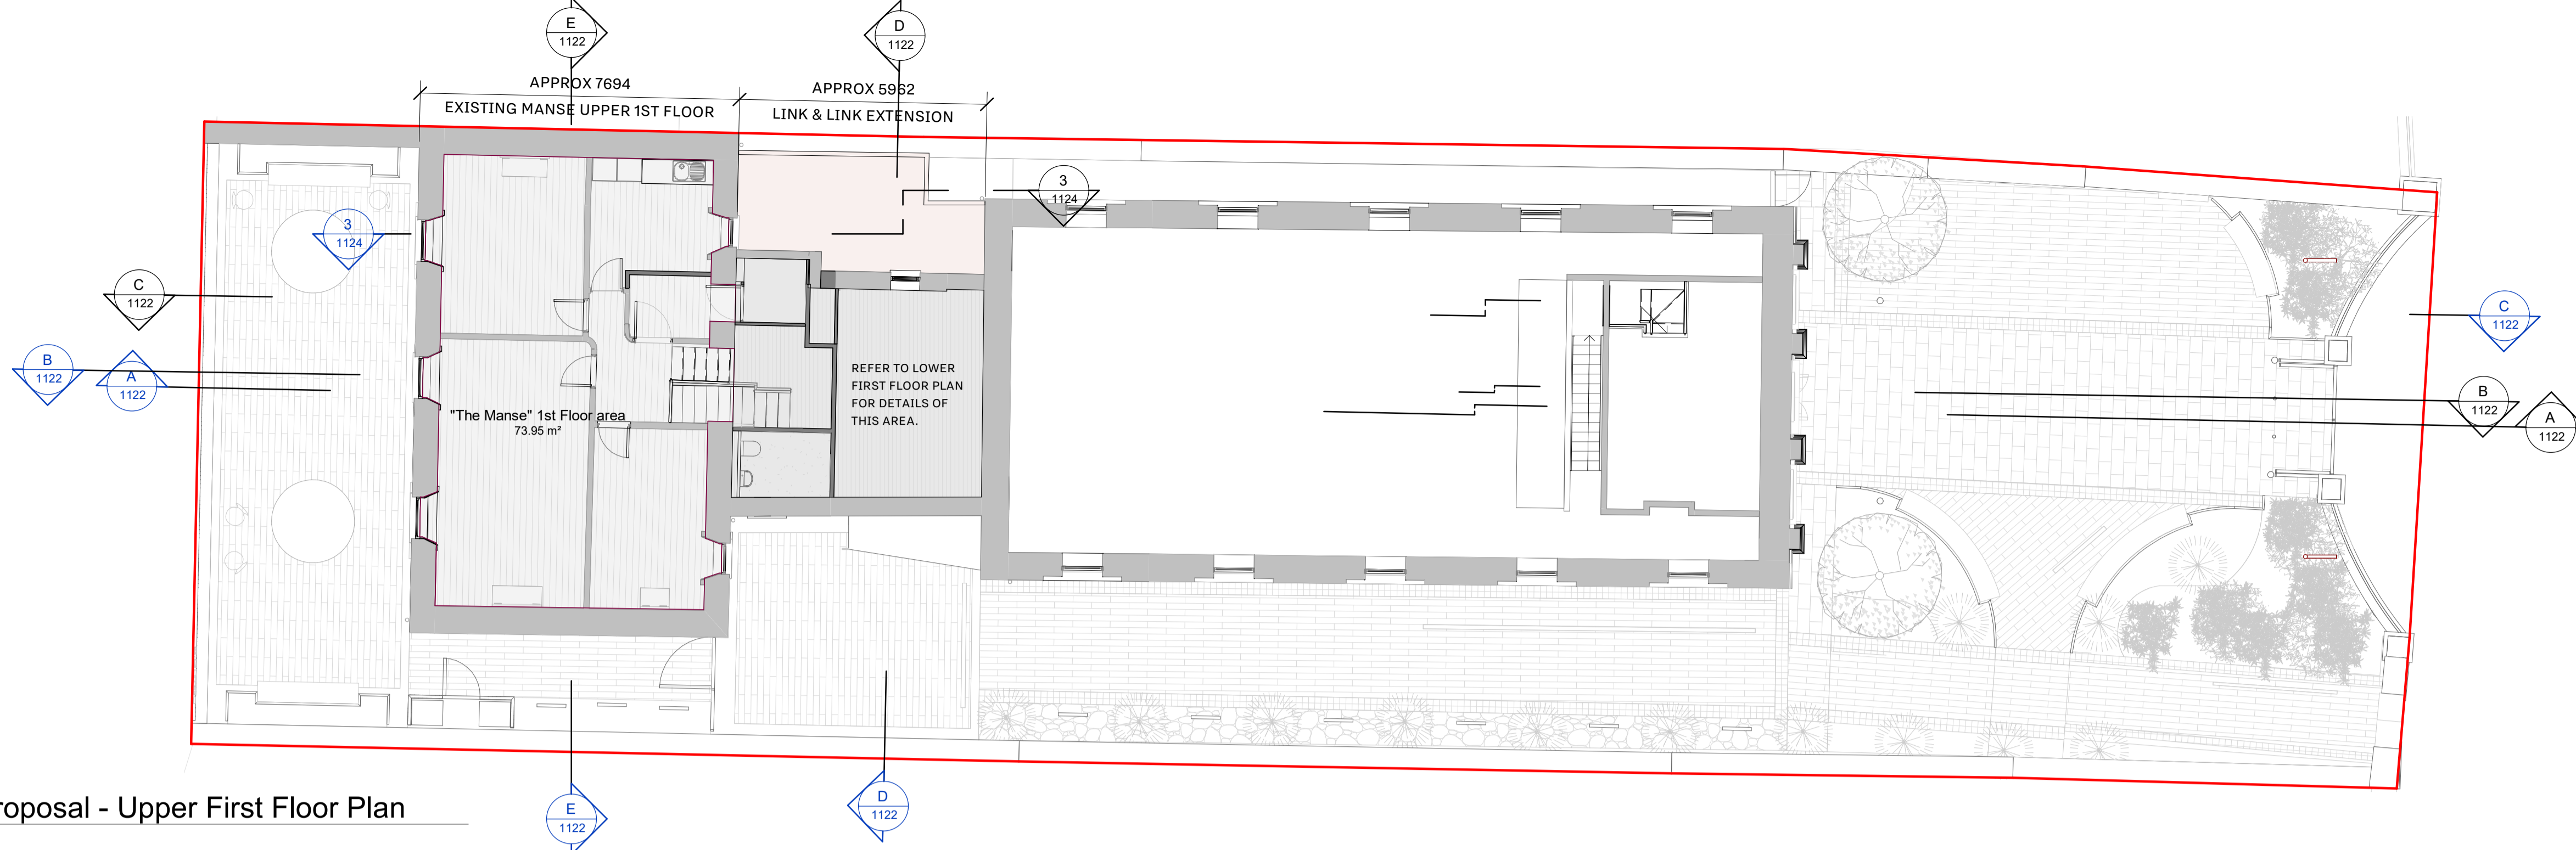 E
1122
D
1122
APPROX 7694
EXISTING MANSE UPPER 1ST FLOOR
APPROX 5962
LINK & LINK EXTENSION
3
1124
3
1124
C
1122
C
1122
B
1122
A
1122
"The Manse" 1st Floor area
73.95 m²
REFER TO LOWER
FIRST FLOOR PLAN
FOR DETAILS OF
THIS AREA.
B
1122
A
1122
roposal - Upper First Floor Plan
E
1122
D
1122